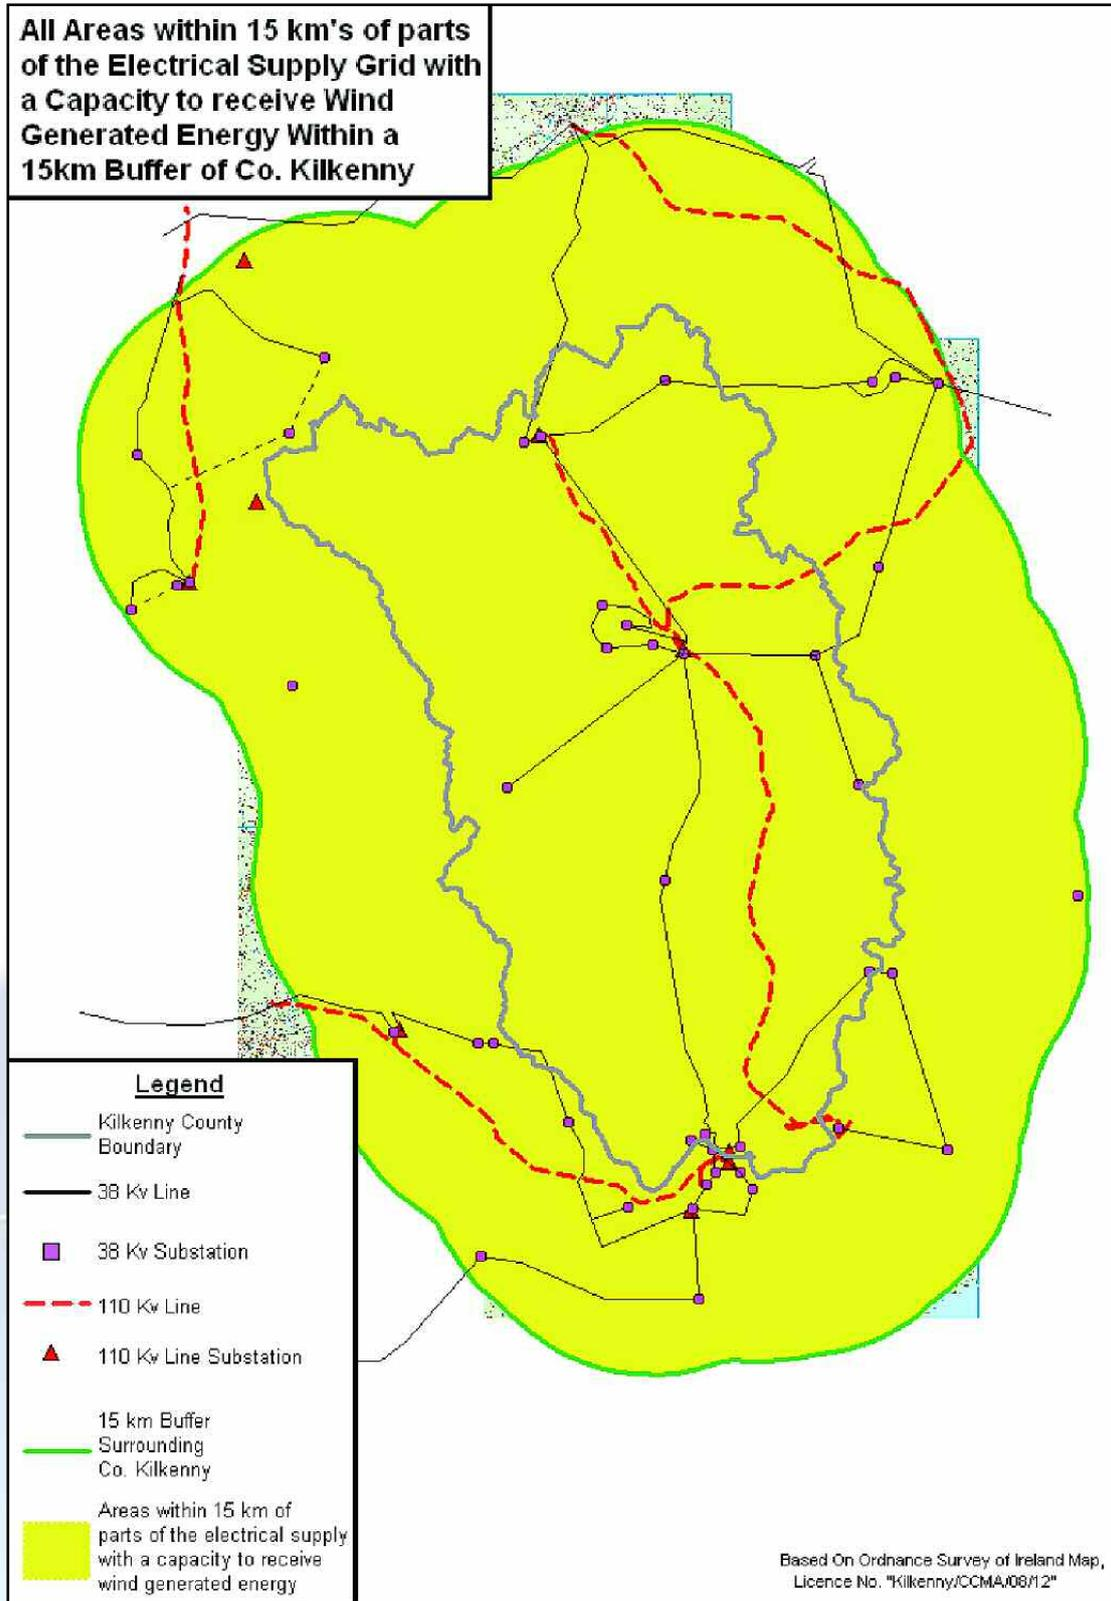 All Areas within 15 km's of parts
of the Electrical Supply Grid with
a Capacity to receive Wind
Generated Energy Within a
15km Buffer of Co. Kilkenny
Legend
Kilkenny County
Boundary
38 Kv Line
38 Kv Substation
110 Kv Line
110 Kv Line Substation
15 km Buffer
Surrounding
Co. Kilkenny
Areas within 15 km of
parts of the electrical supply
with a capacity to receive
wind generated energy
Based On Ordnance Survey of Ireland Map,
Licence No. "Kilkenny/CCMA/08/12"